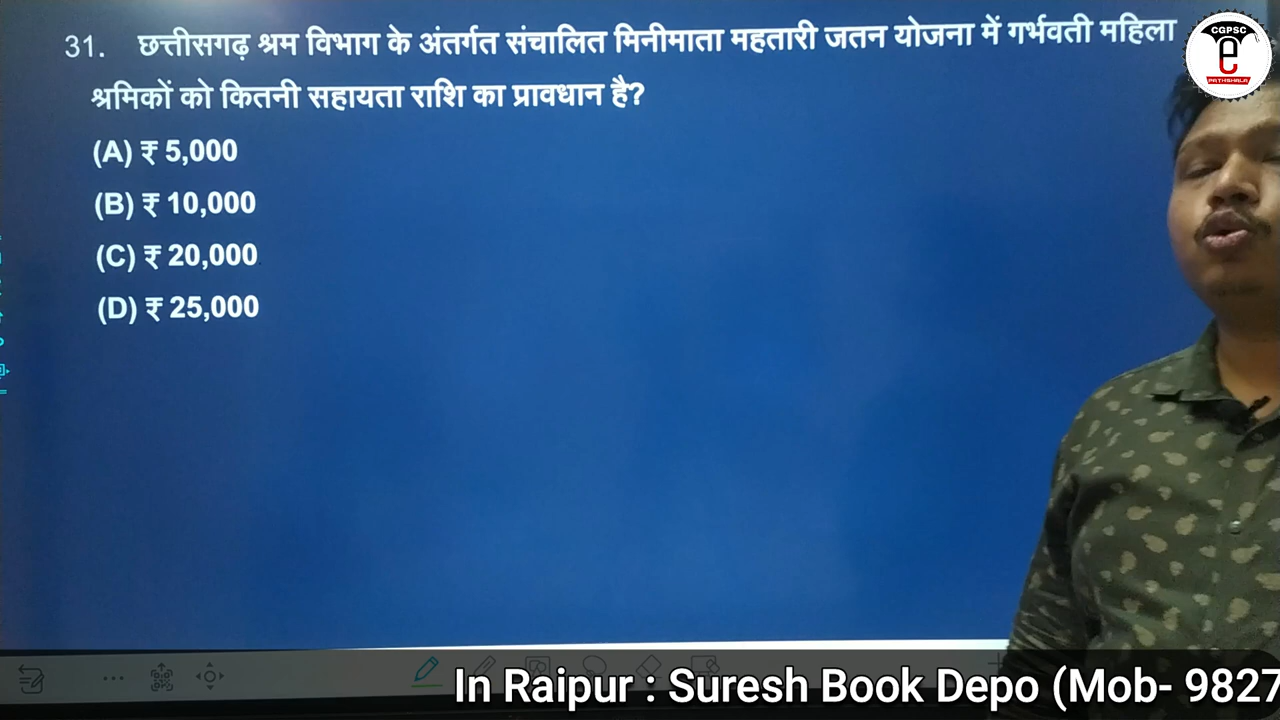 31. छत्तीसगढ़ श्रम विभाग के अंतर्गत संचालित मिनीमाता महतारी जतन योजना में गर्भवती महिला
श्रमिकों को कितनी सहायता राशि का प्रावधान है?
(A) ₹ 5,000
(B) ₹ 10,000
(C) ₹ 20,000
(D) ₹ 25,000
CGPSC
e
PATHSHALA
In Raipur : Suresh Book Depo (Mob- 9827